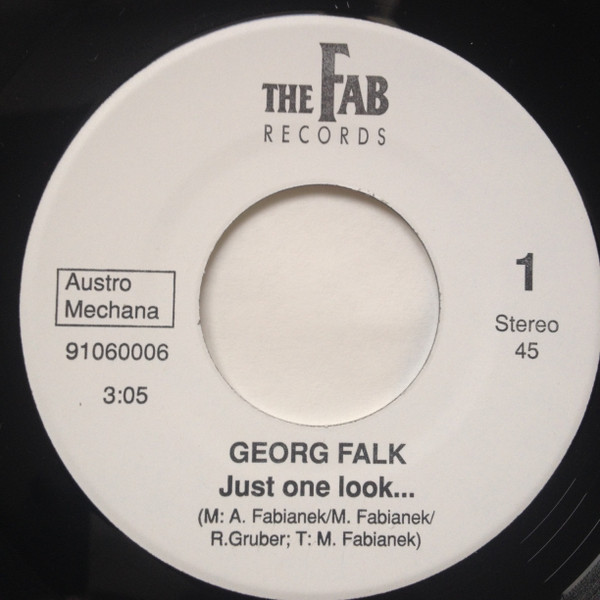 THE FAB
RECORDS
Austro
Mechana
91060006
3:05
1
Stereo
45
GEORG FALK
Just one look...
(M: A. Fabianek/M. Fabianek/
R.Gruber; T: M. Fabianek)